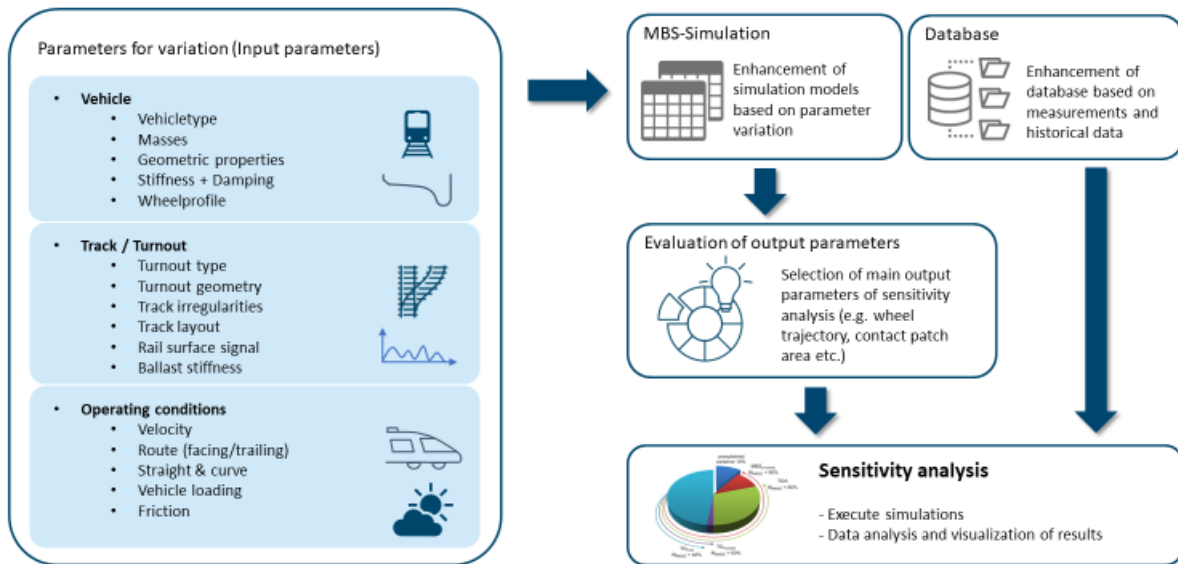 Parameters for variation (Input parameters)
• Vehicle
• Vehicletype
• Masses
• Geometric properties
• Stiffness + Damping
• Wheelprofile
• Track / Turnout
• Turnout type
• Turnout geometry
• Track irregularities
• Track layout
• Rail surface signal
• Ballast stiffness
• Operating conditions
• Velocity
• Route (facing/trailing)
• Straight & curve
• Vehicle loading
• Friction
MBS-Simulation
Enhancement of
simulation models
based on parameter
variation
Database
Enhancement of
database based on
measurements and
historical data
Evaluation of output parameters
Selection of main output
parameters of sensitivity
analysis (e.g. wheel
trajectory, contact patch
area etc.)
Sensitivity analysis
- Execute simulations
- Data analysis and visualization of results